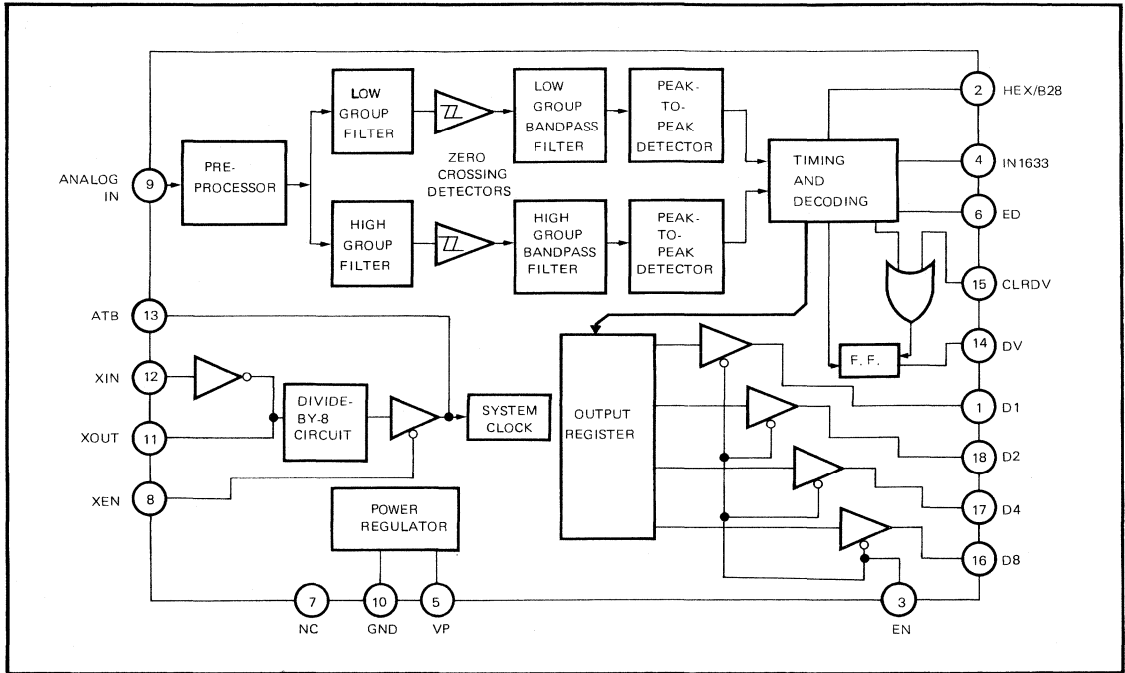 LOW
GROUP
FILTER
LOW
GROUP
BANDPASS
FILTER
PEAK-
TO-
PEAK
DETECTOR
2 HEX/B28
ZERO
CROSSING
DETECTORS
PRE-
PROCESSOR
ANALOG
IN
9
TIMING
AND
DECODING
4 IN1633
6 ED
HIGH
GROUP
FILTER
HIGH
GROUP
BANDPASS
FILTER
PEAK-
TO-
PEAK
DETECTOR
15 CLRDV
ATB 13
14 DV
F. F.
XIN 12
DIVIDE-
BY-8
CIRCUIT
SYSTEM
CLOCK
OUTPUT
REGISTER
1 D1
XOUT 11
18 D2
XEN 8
POWER
REGULATOR
17 D4
16 D8
7
NC
10
GND
5
VP
3
EN